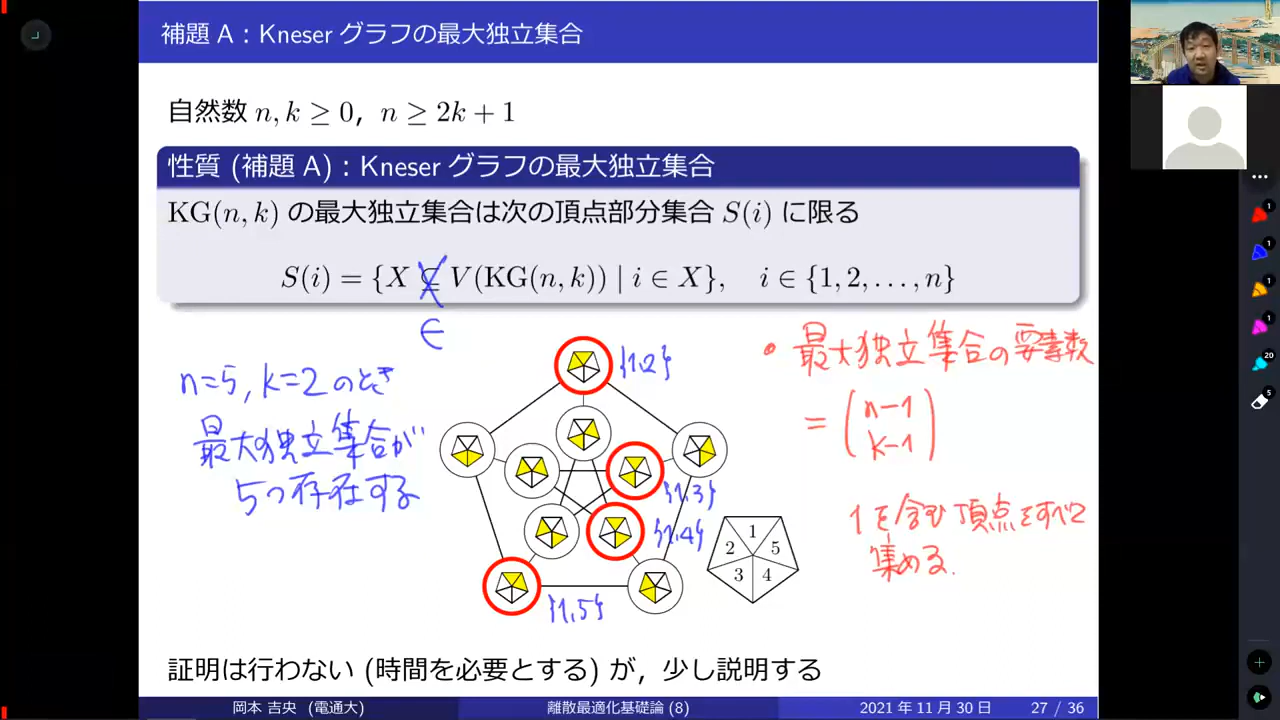 補題 A : Kneser グラフの最大独立集合
自然数 n, k ≥ 0, n ≥ 2k + 1
性質 (補題 A) : Kneser グラフの最大独立集合
KG(n, k) の最大独立集合は次の頂点部分集合 S(i) に限る
S(i) = {X ⊆ V(KG(n, k)) | i ∈ X}, i ∈ {1, 2, . . . , n}
∈
n=5, k=2 のとき
最大独立集合が
5つ存在する
{1,2}
{1,3}
{1,4}
{1,5}
1
2 5
3 4
• 最大独立集合の要素数
= (n-1
k-1)
1を含む頂点をすべて
集める.
証明は行わない (時間を必要とする) が, 少し説明する
岡本 吉央 (電通大) 離散最適化基礎論 (8) 2021 年 11 月 30 日 27 / 36
1
1
1
1
20
5